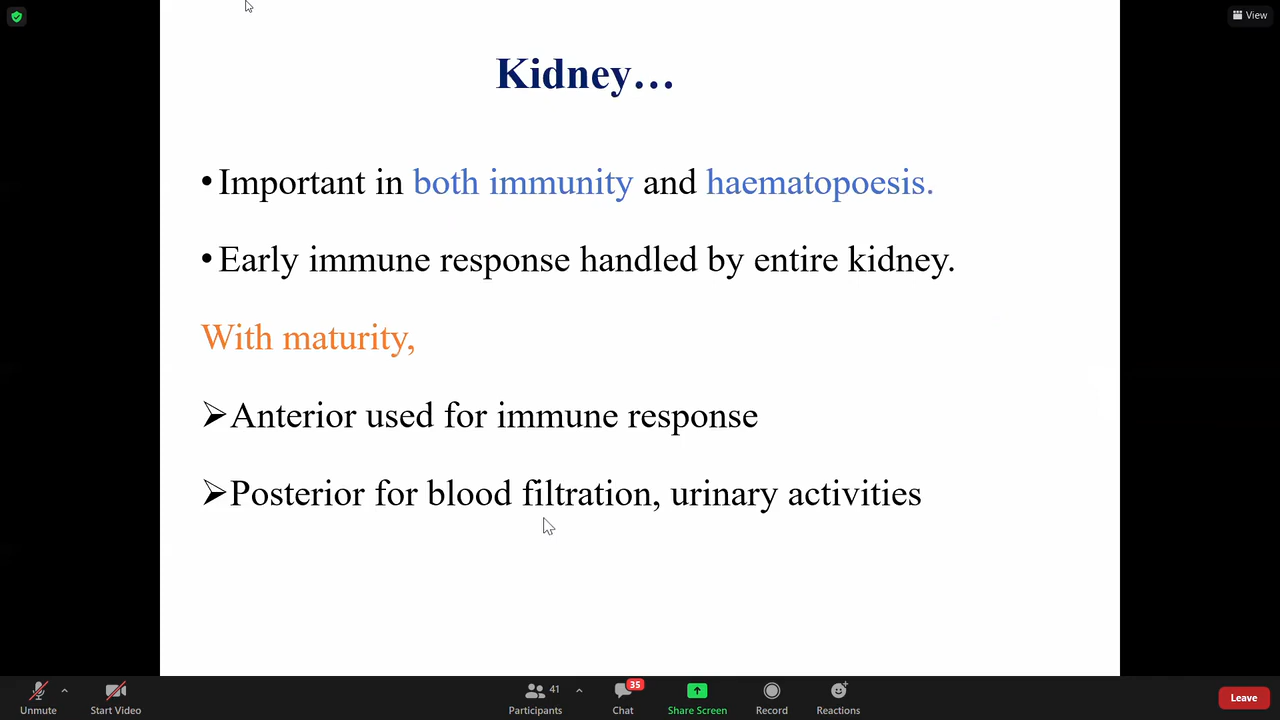 View
Kidney…
•Important in both immunity and haematopoesis.
•Early immune response handled by entire kidney.
With maturity,
➢Anterior used for immune response
➢Posterior for blood filtration, urinary activities
Unmute
Start Video
41
Participants
35
Chat
Share Screen
Record
Reactions
Leave